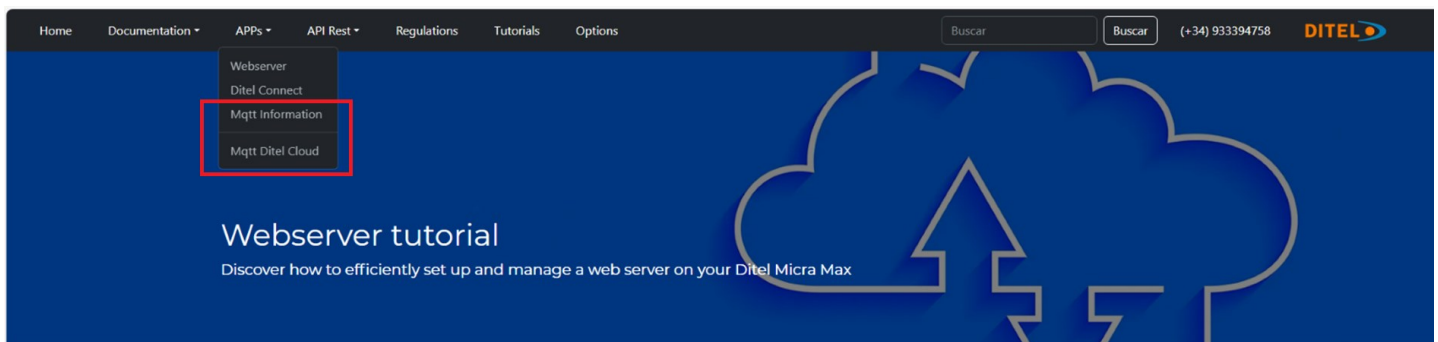 Home Documentation APPs API Rest Regulations Tutorials Options Buscar Buscar (+34) 933394758 DITEL
Webserver
Ditel Connect
Mqtt Information
Mqtt Ditel Cloud
Webserver tutorial
Discover how to efficiently set up and manage a web server on your Ditel Micra Max